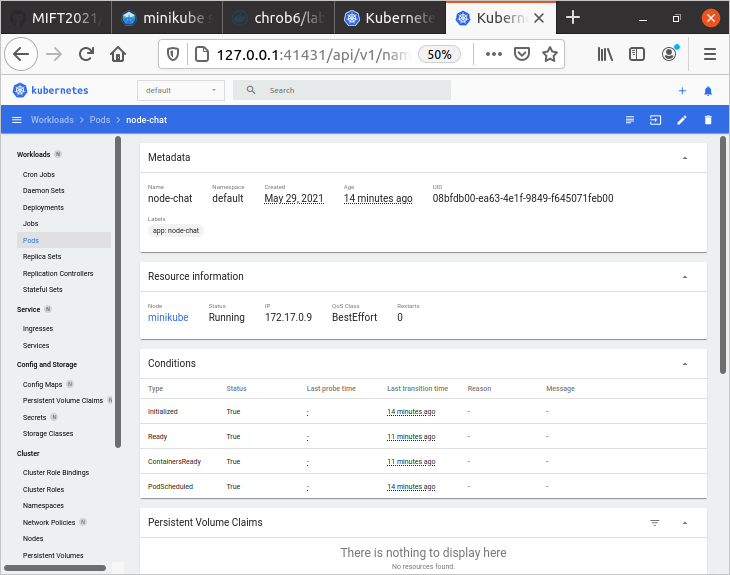 MIFT2021/
minikube s
chrob6/lab
Kubernete
Kuberne
127.0.0.1:41431/api/v1/nam
50%
kubernetes
default
Search
Workloads > Pods > node-chat
Workloads N
Cron Jobs
Daemon Sets
Deployments
Jobs
Pods
Replica Sets
Replication Controllers
Stateful Sets
Service N
Ingresses
Services
Config and Storage
Config Maps N
Persistent Volume Claims N
Secrets N
Storage Classes
Cluster
Cluster Role Bindings
Cluster Roles
Namespaces
Network Policies N
Nodes
Persistent Volumes
Metadata
Name Namespace Created Age UID
node-chat default May 29, 2021 14 minutes ago 08bfdb00-ea63-4e1f-9849-f645071feb00
Labels
app: node-chat
Resource information
Node Status IP QoS Class Restarts
minikube Running 172.17.0.9 BestEffort 0
Conditions
Type Status Last probe time Last transition time Reason Message
Initialized True - 14 minutes ago - -
Ready True - 11 minutes ago - -
ContainersReady True - 11 minutes ago - -
PodScheduled True - 14 minutes ago - -
Persistent Volume Claims
There is nothing to display here
No resources found.